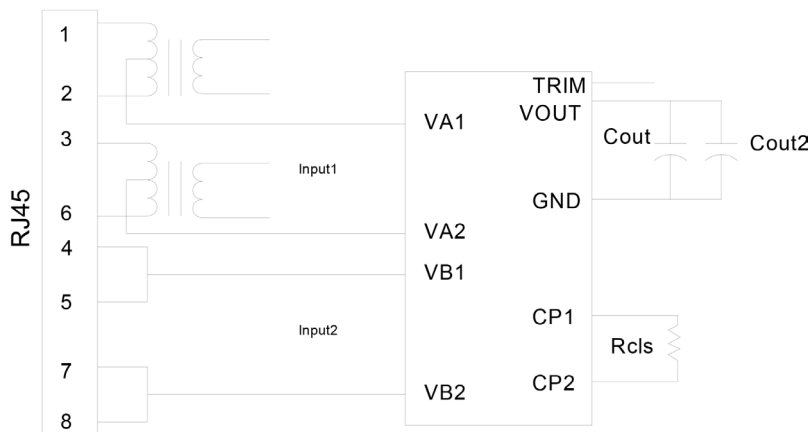 RJ45
1
2
3
6
4
5
7
8
Input1
Input2
VA1
VA2
VB1
VB2
TRIM
VOUT
GND
CP1
CP2
Cout
Cout2
Rcls